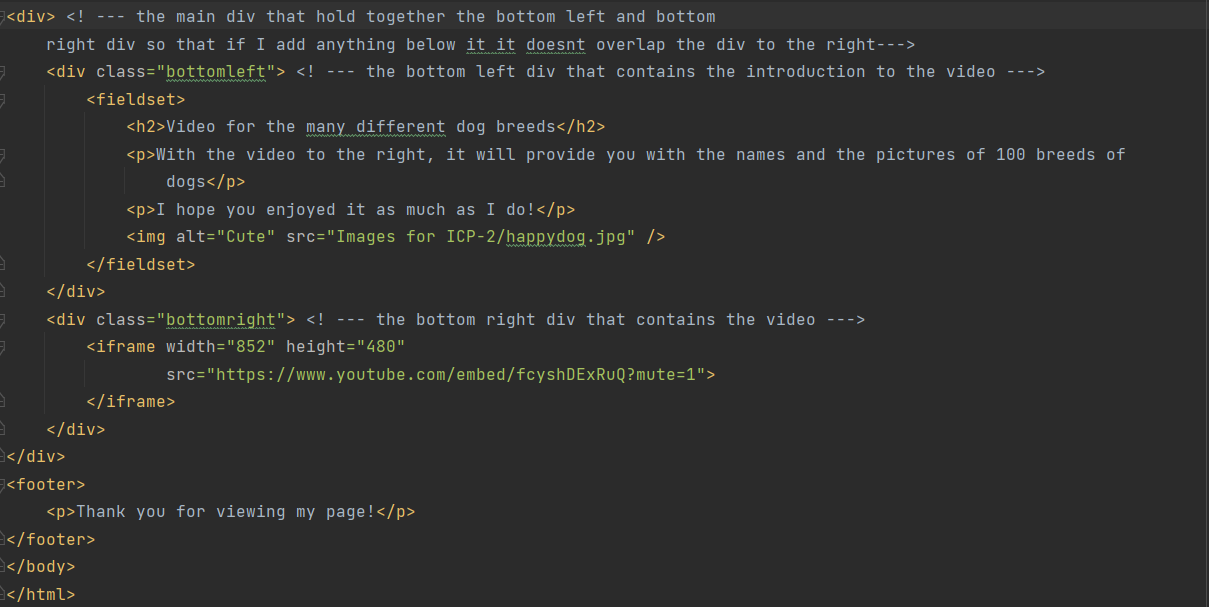 <div> <! --- the main div that hold together the bottom left and bottom
    right div so that if I add anything below it it doesnt overlap the div to the right--->
    <div class="bottomleft"> <! --- the bottom left div that contains the introduction to the video --->
        <fieldset>
            <h2>Video for the many different dog breeds</h2>
            <p>With the video to the right, it will provide you with the names and the pictures of 100 breeds of
                dogs</p>
            <p>I hope you enjoyed it as much as I do!</p>
            <img alt="Cute" src="Images for ICP-2/happydog.jpg" />
        </fieldset>
    </div>
    <div class="bottomright"> <! --- the bottom right div that contains the video --->
        <iframe width="852" height="480"
                src="https://www.youtube.com/embed/fcyshDExRuQ?mute=1">
        </iframe>
    </div>
</div>
<footer>
    <p>Thank you for viewing my page!</p>
</footer>
</body>
</html>